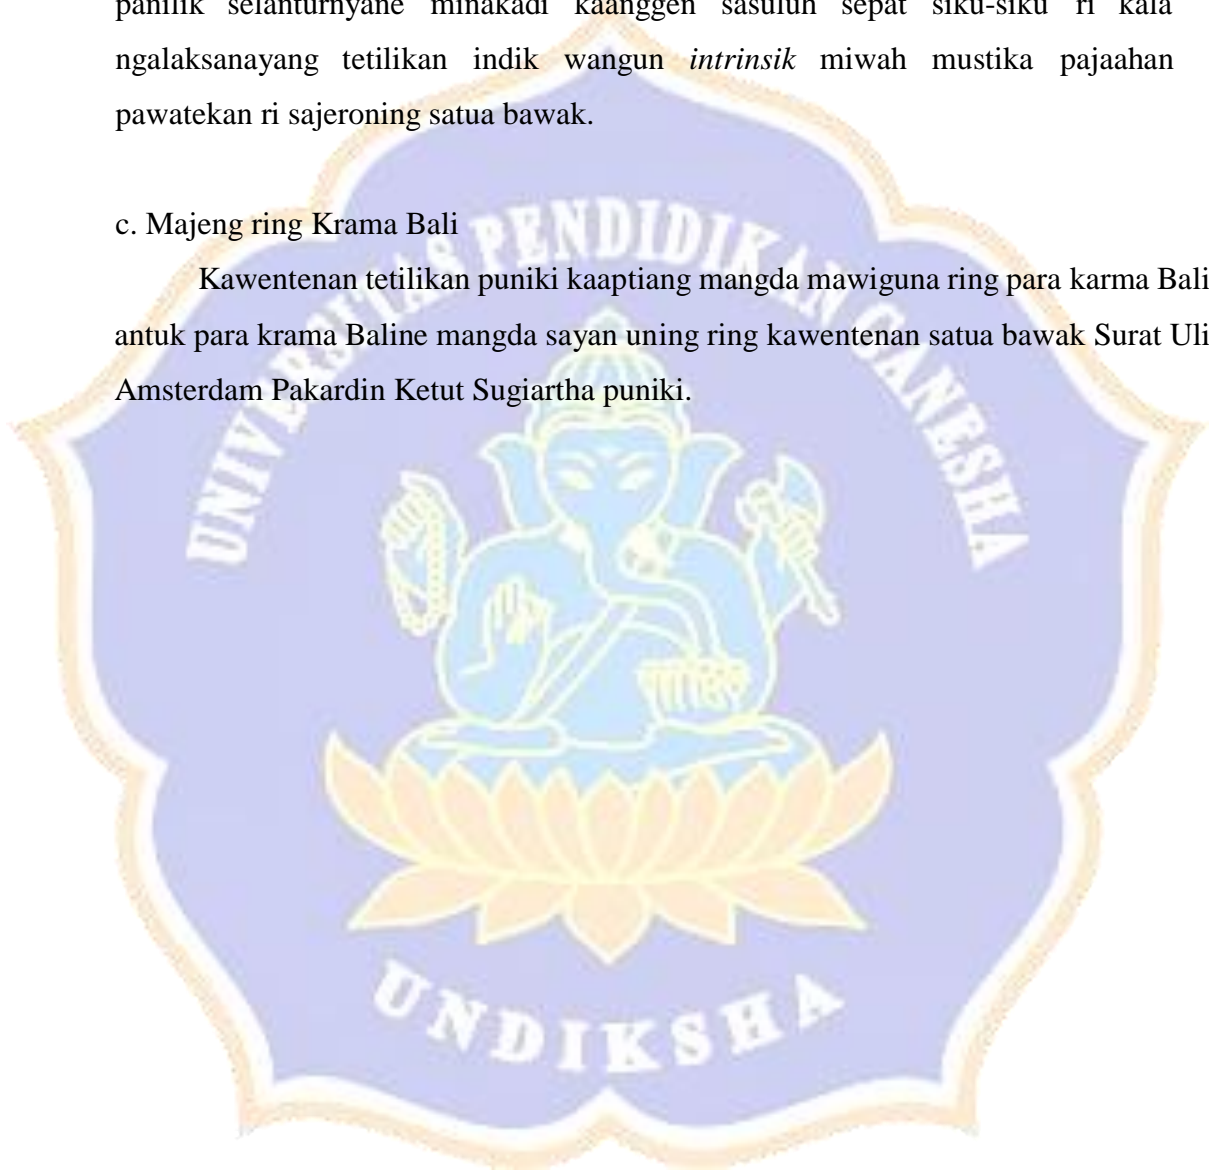 panilik selanturnyane minakadi kaanggen sasuluh sepat siku-siku ri kala
ngalaksanayang tetilikan indik wangun intrinsik miwah mustika pajaahan
pawatekan ri sajeroning satua bawak.
c. Majeng ring Krama Bali
Kawentenan tetilikan puniki kaaptiang mangda mawiguna ring para karma Bali
antuk para krama Baline mangda sayan uning ring kawentenan satua bawak Surat Uli
Amsterdam Pakardin Ketut Sugiartha puniki.
UNIVERSITAS PENDIDIKAN GANESHA
UNDIKSHA